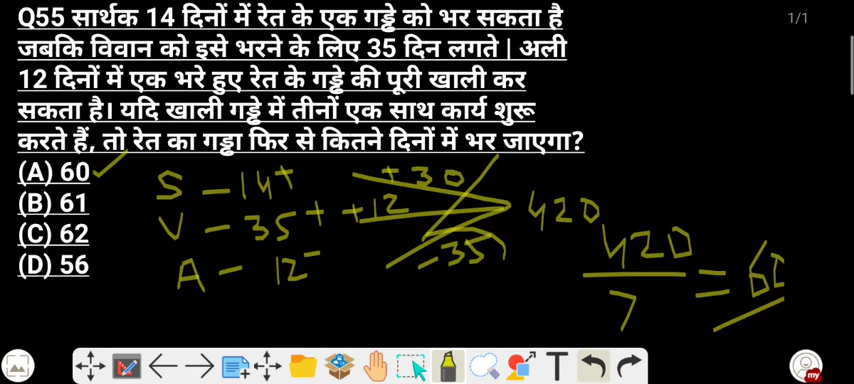 Q55 सार्थक 14 दिनों में रेत के एक गड्ढे को भर सकता है
1/1
जबकि विवान को इसे भरने के लिए 35 दिन लगते | अली
12 दिनों में एक भरे हुए रेत के गड्ढे की पूरी खाली कर
सकता है। यदि खाली गड्ढे में तीनों एक साथ कार्य शुरू
करते हैं, तो रेत का गड्ढा फिर से कितने दिनों में भर जाएगा?
(A) 60 ✓
(B) 61
(C) 62
(D) 56
S - 14+ +30
V - 35+ +12 420
A - 12- -35
420/7 = 60
T
my